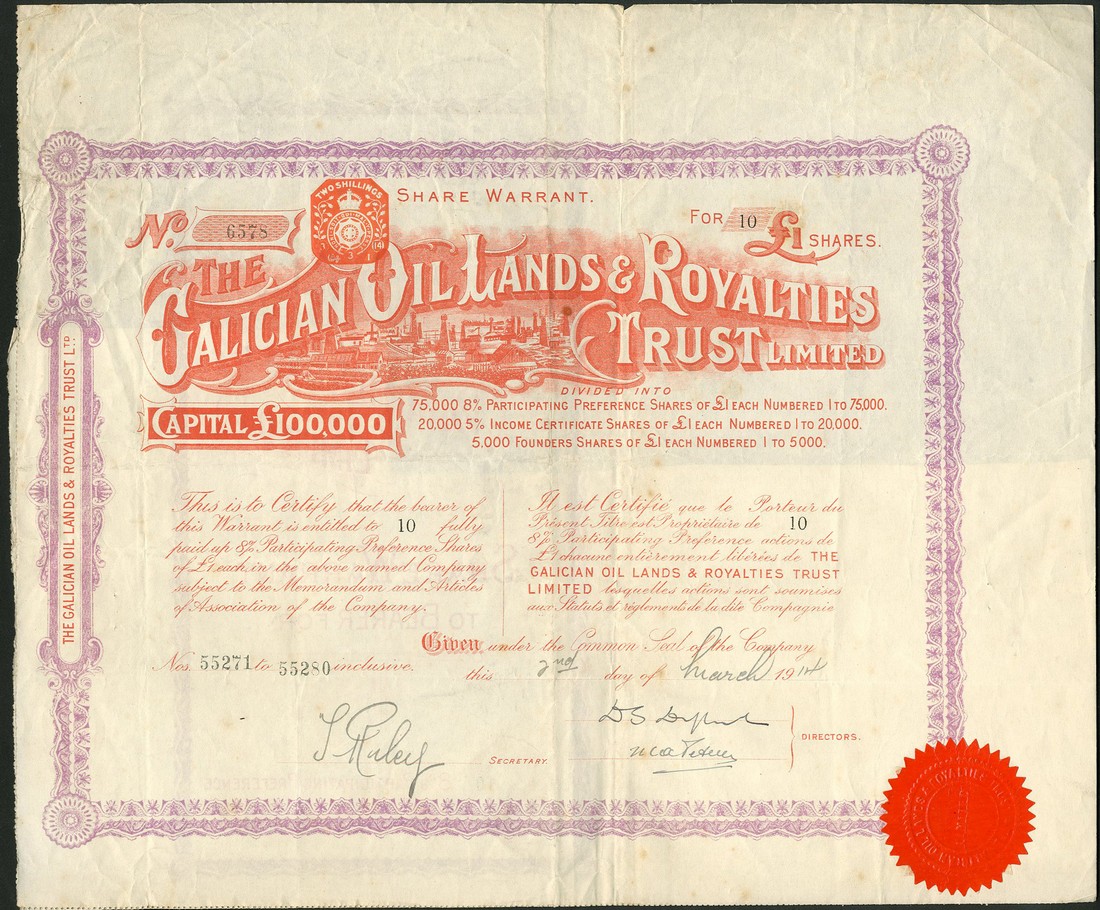 SHARE WARRANT.
No. 6578
TWO SHILLINGS
FOR 10 £1 SHARES.
THE
GALICIAN OIL LANDS & ROYALTIES
TRUST LIMITED
DIVIDED INTO
CAPITAL £100,000
75,000 8% PARTICIPATING PREFERENCE SHARES OF £1 EACH NUMBERED 1 TO 75,000.
20,000 5% INCOME CERTIFICATE SHARES OF £1 EACH NUMBERED 1 TO 20,000.
5,000 FOUNDERS SHARES OF £1 EACH NUMBERED 1 TO 5000.
THE GALICIAN OIL LANDS & ROYALTIES TRUST LTD.
This is to Certify that the bearer of
this Warrant is entitled to 10 fully
paid up 8% Participating Preference Shares
of £1 each, in the above named Company
subject to the Memorandum and Articles
of Association of the Company.
Il est Certifié que le Porteur du
Présent Titre est Propriétaire de 10
8% Participating Preference actions de
£1 chacune entièrement libérées de THE
GALICIAN OIL LANDS & ROYALTIES TRUST
LIMITED lesquelles actions sont soumises
aux Statuts et règlements de la dite Compagnie
Given under the Common Seal of the Company
Nos. 55271 to 55280 inclusive.
this 2nd day of March 1914
SECRETARY.
DIRECTORS.